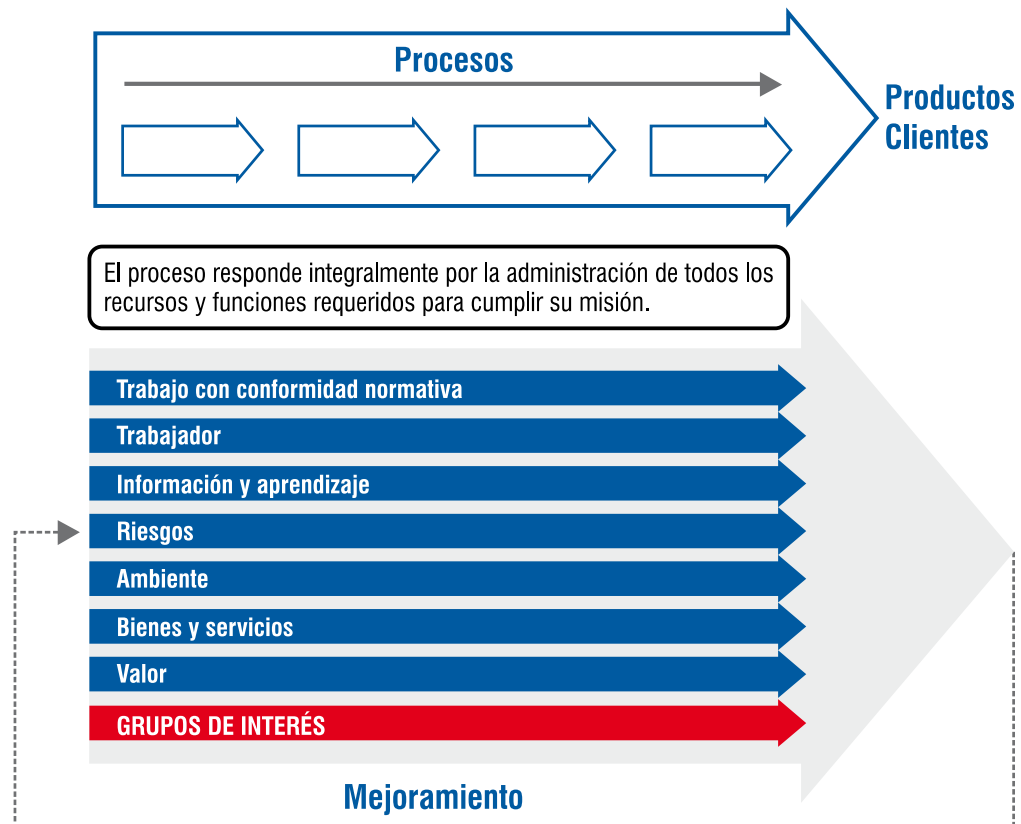 Procesos
Productos
Clientes
El proceso responde integralmente por la administración de todos los
recursos y funciones requeridos para cumplir su misión.
Trabajo con conformidad normativa
Trabajador
Información y aprendizaje
Riesgos
Ambiente
Bienes y servicios
Valor
GRUPOS DE INTERÉS
Mejoramiento